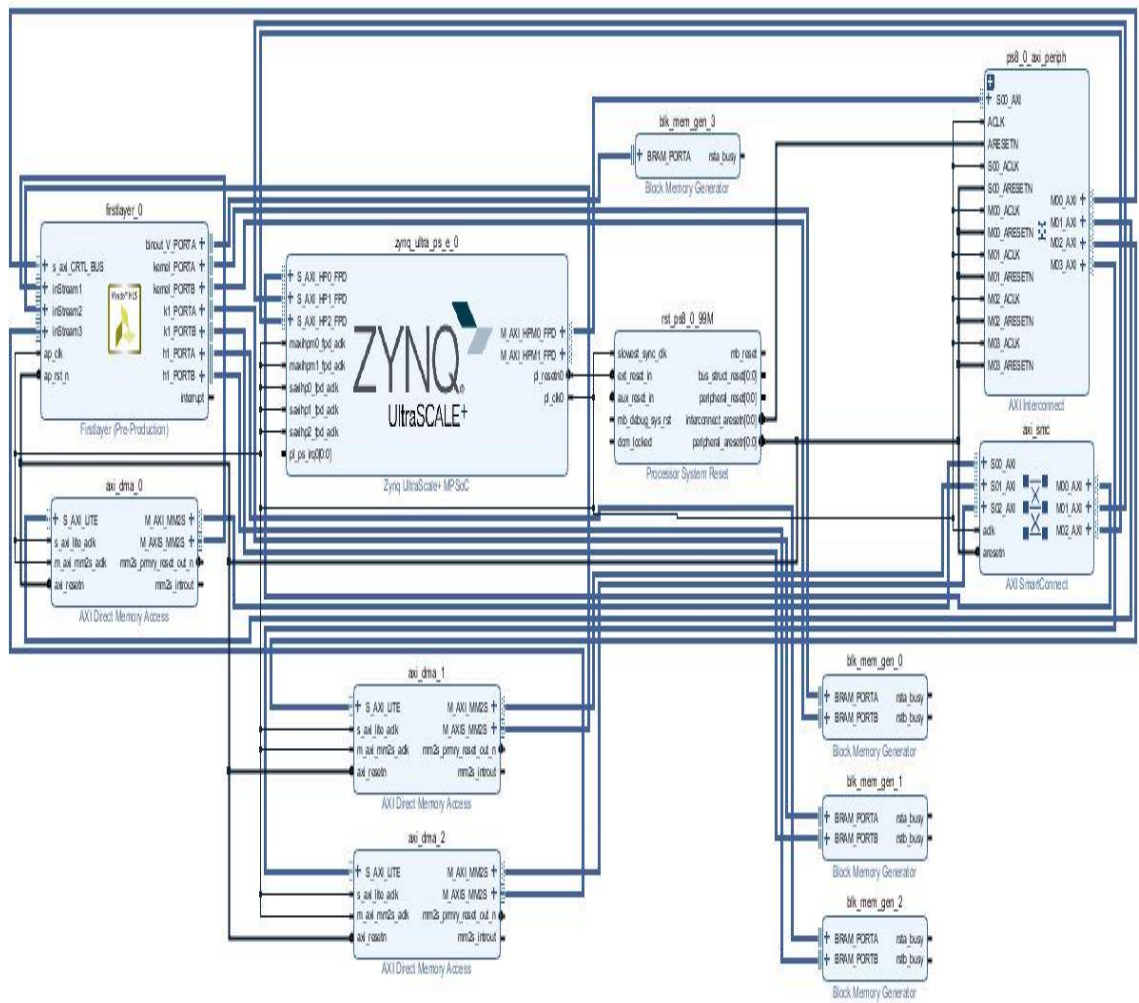 ps8_0_axi_periph
S00_AXI
ACLK
ARESETN
S00_ACLK
S00_ARESETN
M00_ACLK
M00_ARESETN
M01_ACLK
M01_ARESETN
M02_ACLK
M02_ARESETN
M03_ACLK
M03_ARESETN
M00_AXI
M01_AXI
M02_AXI
M03_AXI
AXI Interconnect
blk_mem_gen_3
BRAM_PORTA rsta_busy
Block Memory Generator
firstlayer_0
s_axi_CRTL_BUS
inStream1
inStream2
inStream3
ap_clk
ap_rst_n
Vivado HLS
binout_V_PORTA
kernel_PORTA
kernel_PORTB
k1_PORTA
k1_PORTB
h1_PORTA
h1_PORTB
interrupt
Firstlayer (Pre-Production)
zynq_ultra_ps_e_0
S_AXI_HP0_FPD
S_AXI_HP1_FPD
S_AXI_HP2_FPD
maxihpm0_fpd_aclk
maxihpm1_fpd_aclk
saxihp0_fpd_aclk
saxihp1_fpd_aclk
saxihp2_fpd_aclk
pl_ps_irq0[0:0]
ZYNQ
UltraSCALE+
M_AXI_HPM0_FPD
M_AXI_HPM1_FPD
pl_resetn0
pl_clk0
Zynq UltraScale+ MPSoC
rst_ps8_0_99M
slowest_sync_clk
ext_reset_in
aux_reset_in
mb_debug_sys_rst
dcm_locked
mb_reset
bus_struct_reset[0:0]
peripheral_reset[0:0]
interconnect_aresetn[0:0]
peripheral_aresetn[0:0]
Processor System Reset
axi_smc
S00_AXI
S01_AXI
S02_AXI
aclk
aresetn
M00_AXI
M01_AXI
M02_AXI
AXI SmartConnect
axi_dma_0
S_AXI_LITE
s_axi_lite_aclk
m_axi_mm2s_aclk
axi_resetn
M_AXI_MM2S
M_AXIS_MM2S
mm2s_prmry_reset_out_n
mm2s_introut
AXI Direct Memory Access
axi_dma_1
S_AXI_LITE
s_axi_lite_aclk
m_axi_mm2s_aclk
axi_resetn
M_AXI_MM2S
M_AXIS_MM2S
mm2s_prmry_reset_out_n
mm2s_introut
AXI Direct Memory Access
axi_dma_2
S_AXI_LITE
s_axi_lite_aclk
m_axi_mm2s_aclk
axi_resetn
M_AXI_MM2S
M_AXIS_MM2S
mm2s_prmry_reset_out_n
mm2s_introut
AXI Direct Memory Access
blk_mem_gen_0
BRAM_PORTA rsta_busy
BRAM_PORTB rstb_busy
Block Memory Generator
blk_mem_gen_1
BRAM_PORTA rsta_busy
BRAM_PORTB rstb_busy
Block Memory Generator
blk_mem_gen_2
BRAM_PORTA rsta_busy
BRAM_PORTB rstb_busy
Block Memory Generator